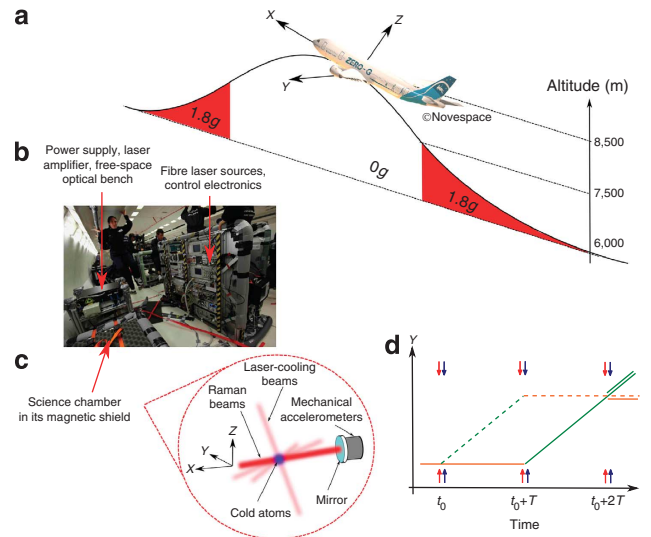 a
X
Z
Y
ZERO-G
©Novespace
Altitude (m)
8,500
7,500
6,000
1.8g
0g
1.8g
b
Power supply, laser
amplifier, free-space
optical bench
Fibre laser sources,
control electronics
Science chamber
in its magnetic shield
c
Laser-cooling
beams
Raman
beams
Mechanical
accelerometers
Z
Y
X
Cold atoms
Mirror
d
Y
t0
t0+T
t0+2T
Time